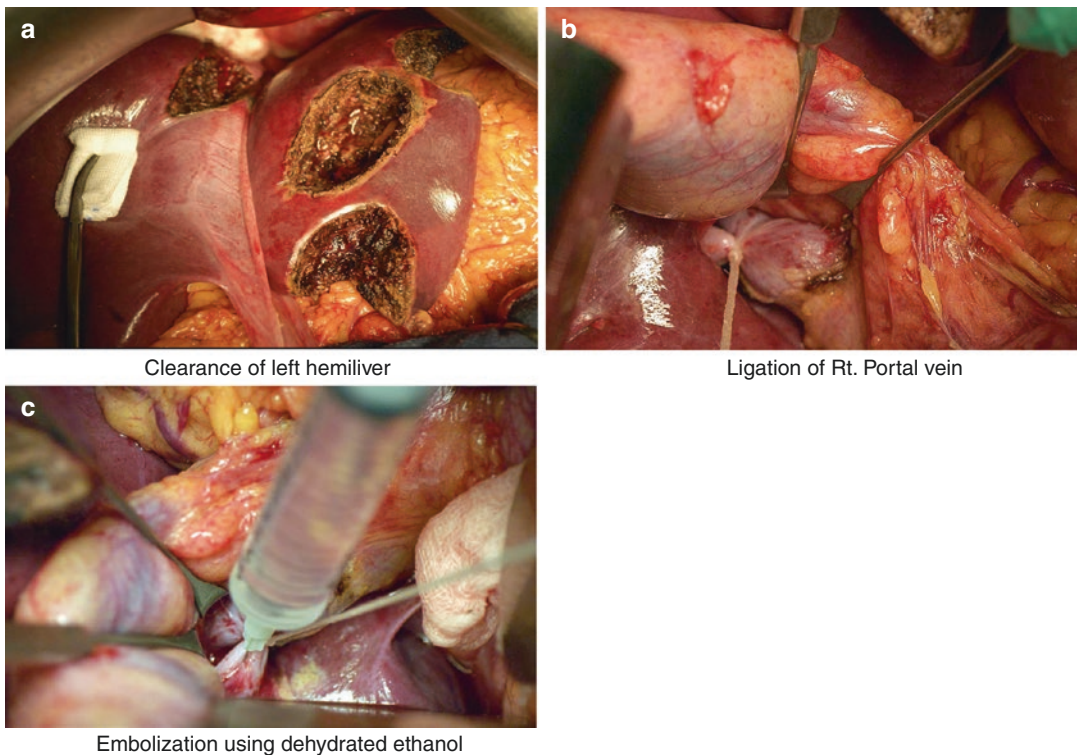 a
b
Clearance of left hemiliver
Ligation of Rt. Portal vein
c
Embolization using dehydrated ethanol